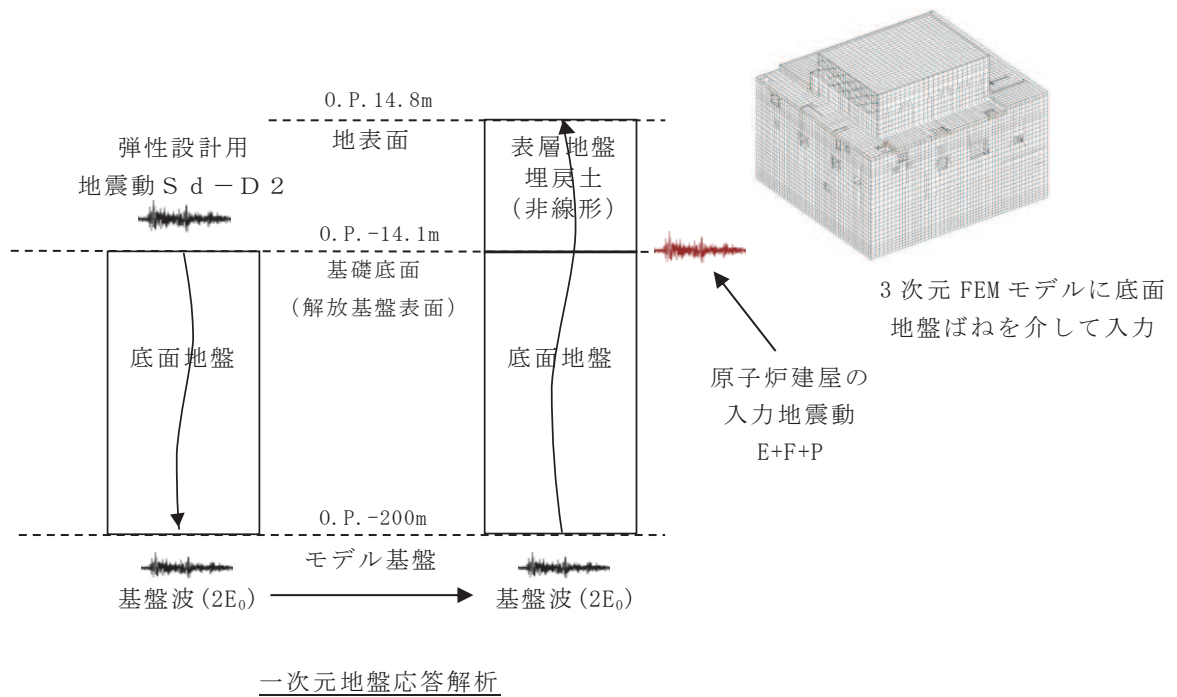 O.P.14.8m
地表面
弾性設計用
地震動Ｓｄ－Ｄ２
表層地盤
埋戻土
(非線形)
O.P.-14.1m
基礎底面
(解放基盤表面)
3次元FEMモデルに底面
地盤ばねを介して入力
底面地盤
底面地盤
原子炉建屋の
入力地震動
E+F+P
O.P.-200m
モデル基盤
基盤波(2E₀)
基盤波(2E₀)
一次元地盤応答解析